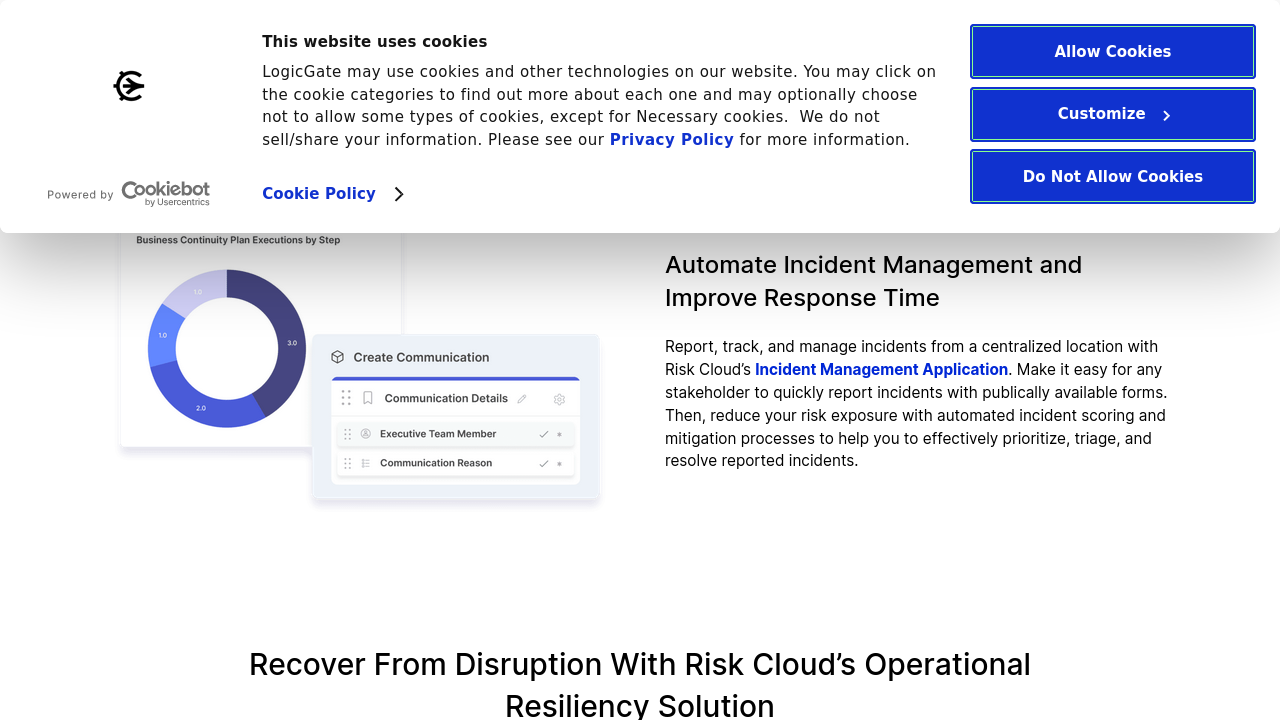 This website uses cookies
LogicGate may use cookies and other technologies on our website. You may click on
the cookie categories to find out more about each one and may optionally choose
not to allow some types of cookies, except for Necessary cookies.  We do not
sell/share your information. Please see our Privacy Policy for more information.
Cookie Policy
Powered by Cookiebot
by Usercentrics
Allow Cookies
Customize
Do Not Allow Cookies
Business Continuity Plan Executions by Step
1.0
1.0
3.0
2.0
Create Communication
Communication Details
Executive Team Member
Communication Reason
Automate Incident Management and
Improve Response Time
Report, track, and manage incidents from a centralized location with
Risk Cloud’s Incident Management Application. Make it easy for any
stakeholder to quickly report incidents with publically available forms.
Then, reduce your risk exposure with automated incident scoring and
mitigation processes to help you to effectively prioritize, triage, and
resolve reported incidents.
Recover From Disruption With Risk Cloud’s Operational
Resiliency Solution